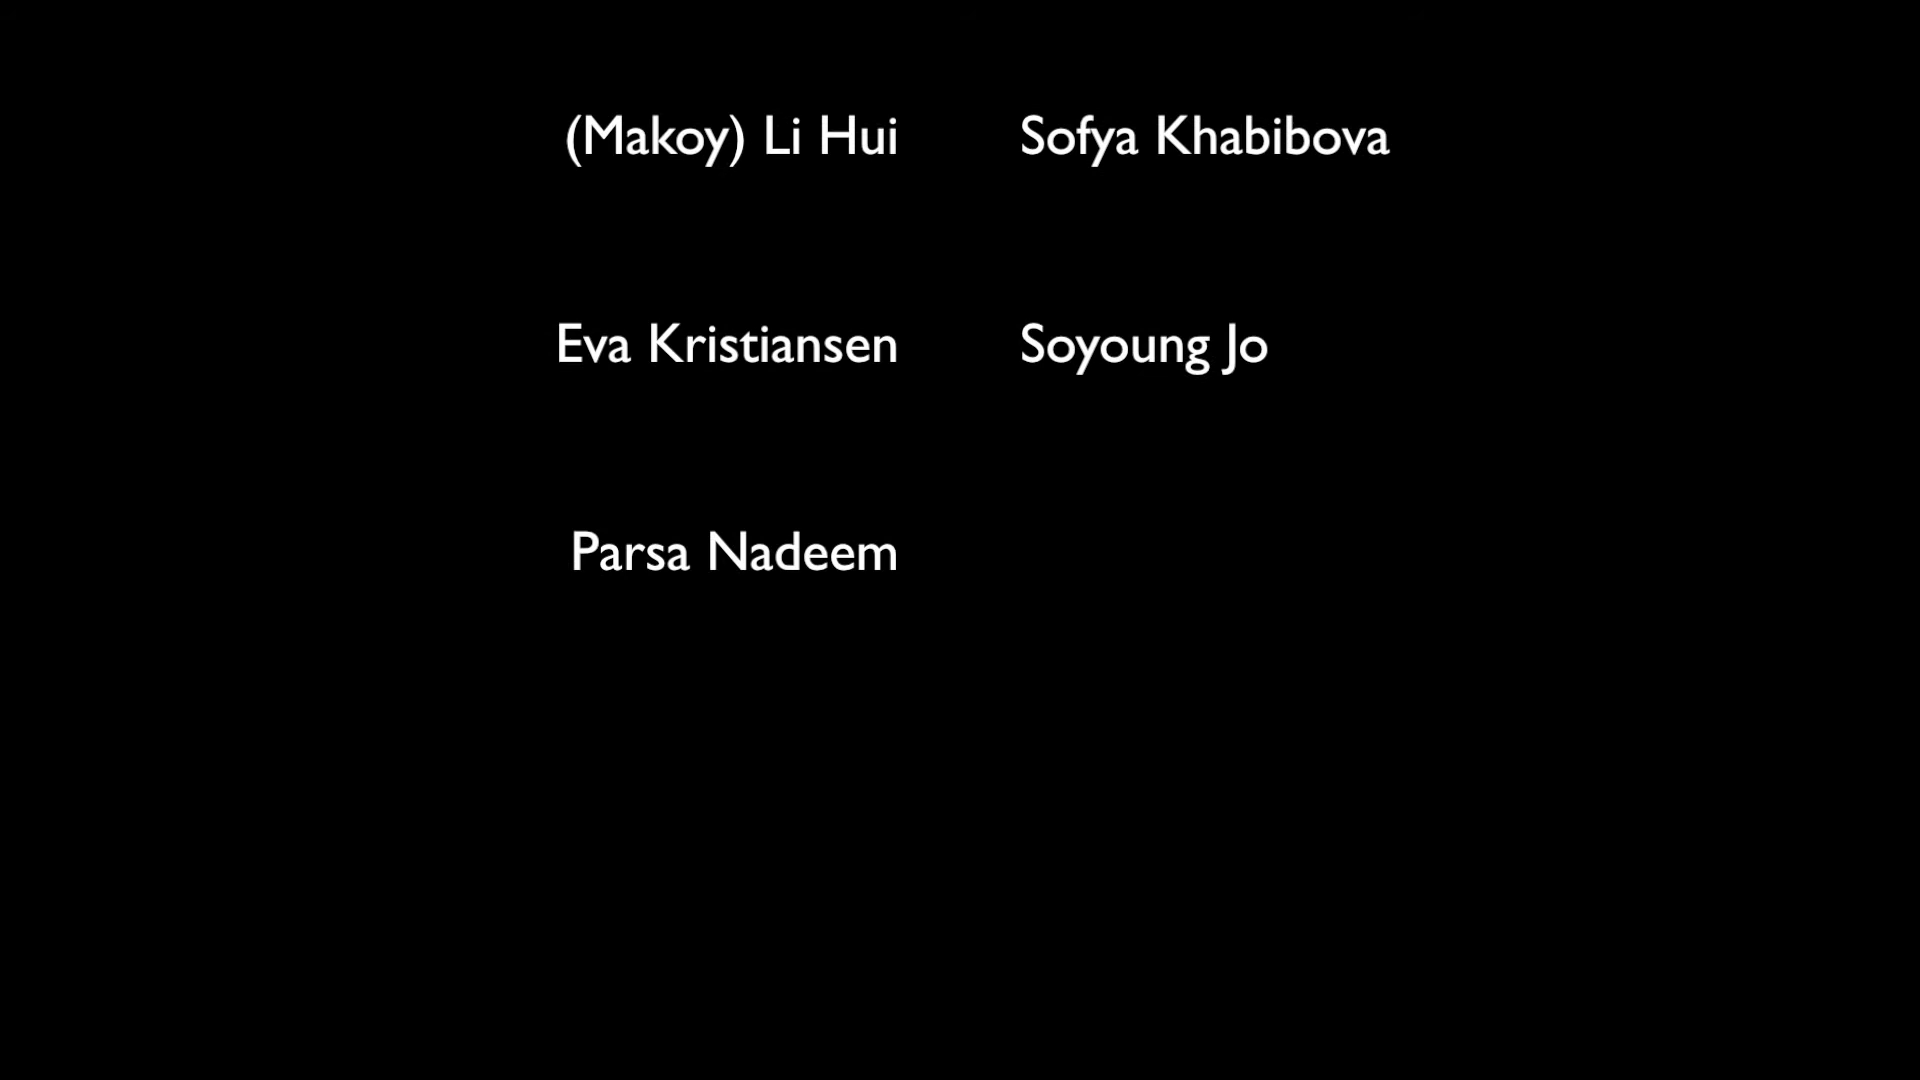 (Makoy) Li Hui Sofya Khabibova
Eva Kristiansen Soyoung Jo
Parsa Nadeem